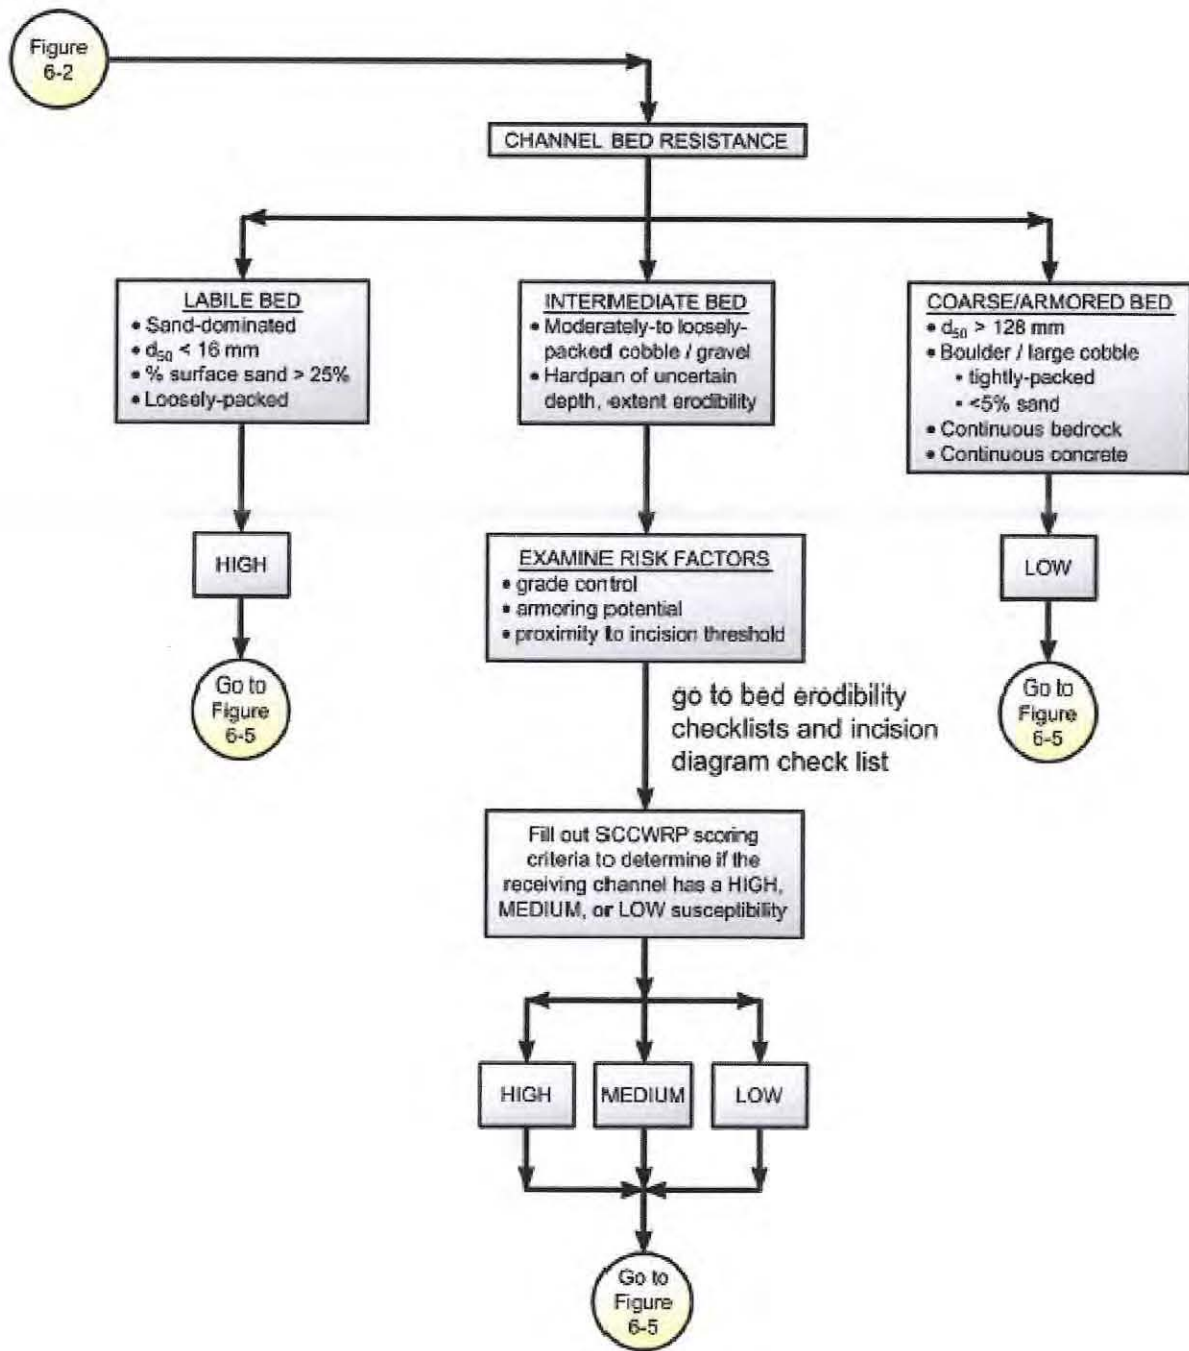 Figure
6-2
CHANNEL BED RESISTANCE
LABILE BED
• Sand-dominated
• d₅₀ < 16 mm
• % surface sand > 25%
• Loosely-packed
INTERMEDIATE BED
• Moderately-to loosely-
packed cobble / gravel
• Hardpan of uncertain
depth, extent erodibility
COARSE/ARMORED BED
• d₅₀ > 128 mm
• Boulder / large cobble
• tightly-packed
• <5% sand
• Continuous bedrock
• Continuous concrete
HIGH
EXAMINE RISK FACTORS
• grade control
• armoring potential
• proximity to incision threshold
LOW
Go to
Figure
6-5
go to bed erodibility
checklists and incision
diagram check list
Go to
Figure
6-5
Fill out SCCWRP scoring
criteria to determine if the
receiving channel has a HIGH,
MEDIUM, or LOW susceptibility
HIGH
MEDIUM
LOW
Go to
Figure
6-5